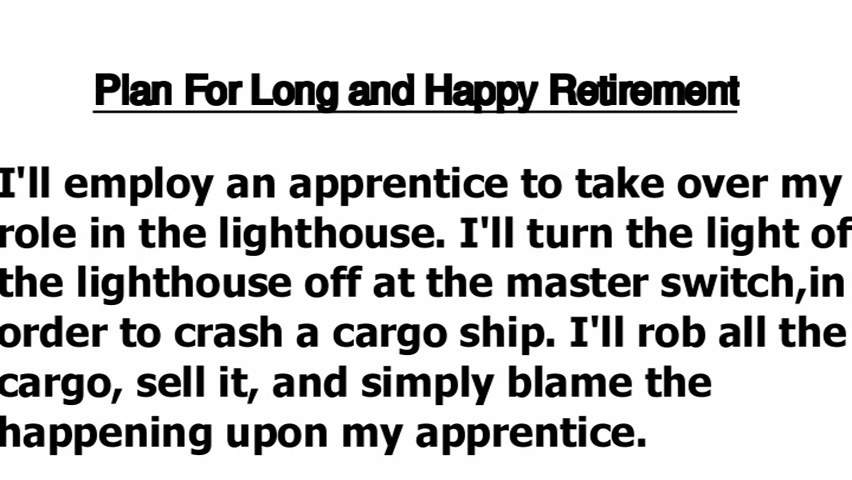 Plan For Long and Happy Retirement
I'll employ an apprentice to take over my
role in the lighthouse. I'll turn the light of
the lighthouse off at the master switch,in
order to crash a cargo ship. I'll rob all the
cargo, sell it, and simply blame the
happening upon my apprentice.